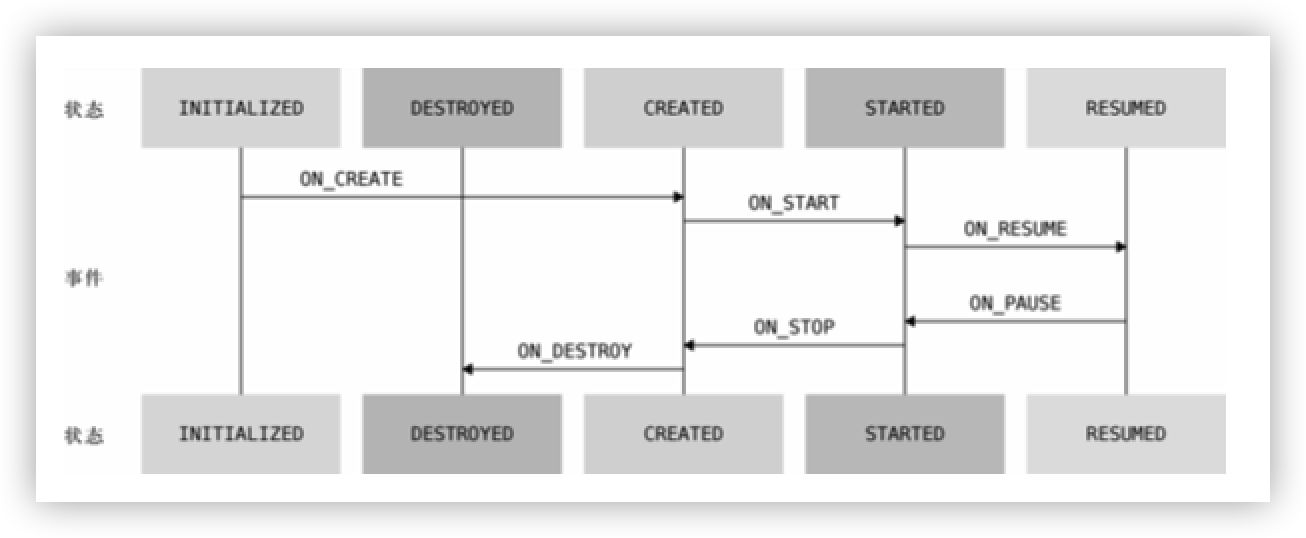 状态 INITIALIZED DESTROYED CREATED STARTED RESUMED
ON_CREATE
ON_START
ON_RESUME
事件
ON_PAUSE
ON_STOP
ON_DESTROY
状态 INITIALIZED DESTROYED CREATED STARTED RESUMED